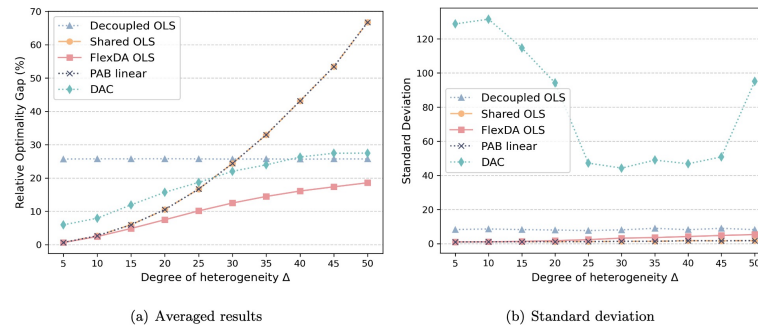 70
60
50
40
30
20
10
0
Relative Optimality Gap (%)
Decoupled OLS
Shared OLS
FlexDA OLS
PAB linear
DAC
5 10 15 20 25 30 35 40 45 50
Degree of heterogeneity Δ
(a) Averaged results
120
100
80
60
40
20
0
Standard Deviation
Decoupled OLS
Shared OLS
FlexDA OLS
PAB linear
DAC
5 10 15 20 25 30 35 40 45 50
Degree of heterogeneity Δ
(b) Standard deviation